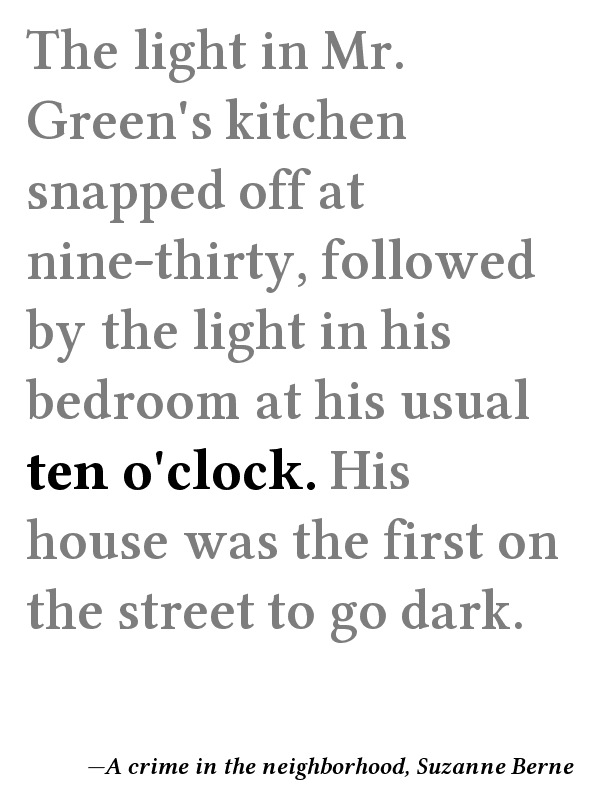 The light in Mr.
Green's kitchen
snapped off at
nine-thirty, followed
by the light in his
bedroom at his usual
ten o'clock. His
house was the first on
the street to go dark.
—A crime in the neighborhood, Suzanne Berne